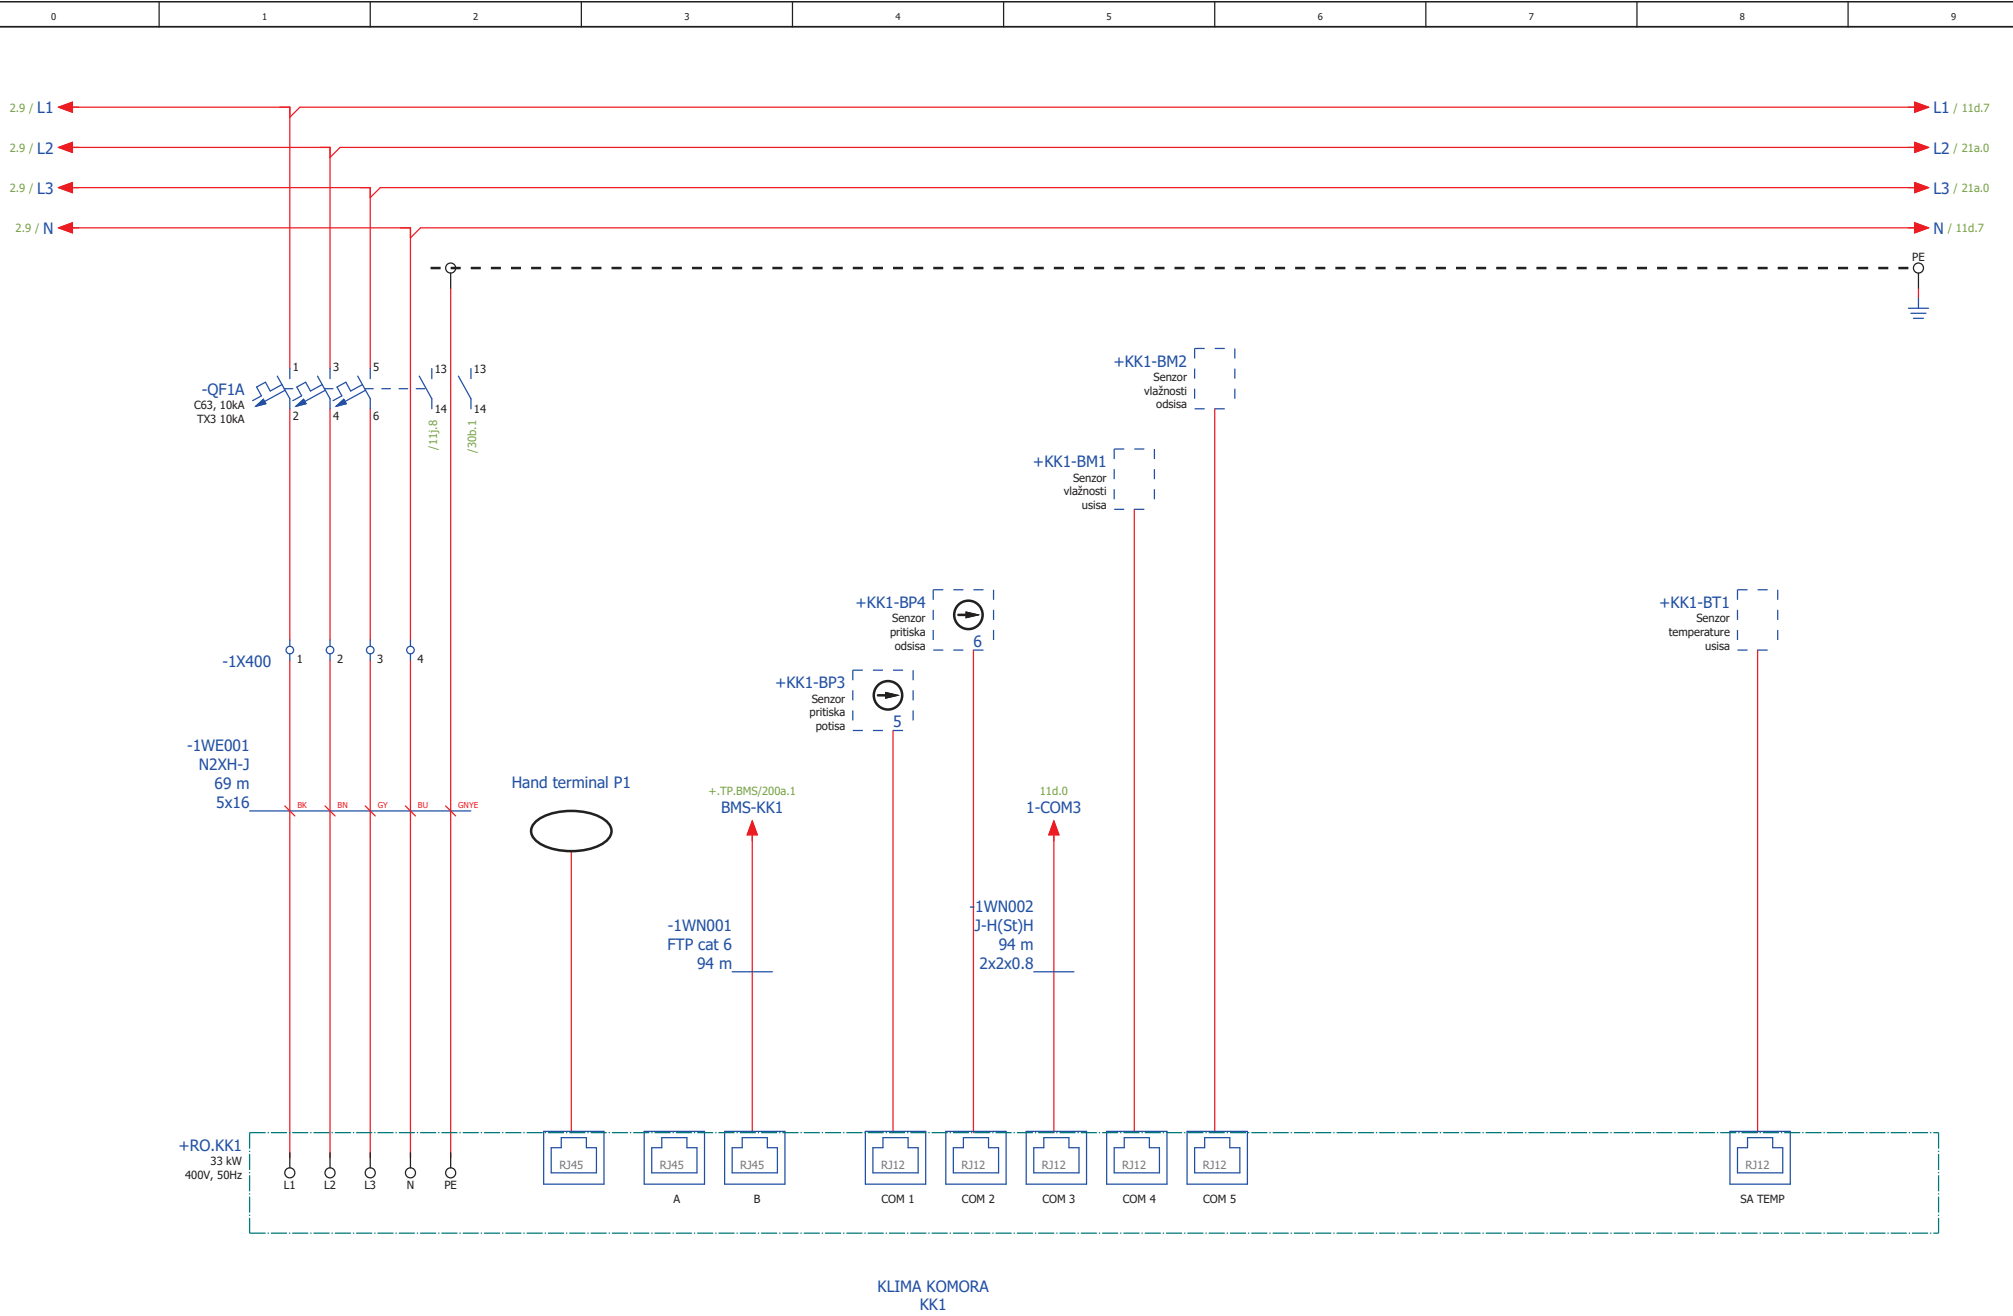 0 1 2 3 4 5 6 7 8 9
2.9 / L1
L1 / 11d.7
2.9 / L2
L2 / 21a.0
2.9 / L3
L3 / 21a.0
2.9 / N
N / 11d.7
PE
-QF1A
C63, 10kA
TX3 10kA
1 3 5 13 13
2 4 6 14 14
/11j.8
/30b.1
+KK1-BM2
Senzor
vlažnosti
odsisa
+KK1-BM1
Senzor
vlažnosti
usisa
+KK1-BP4
Senzor
pritiska
odsisa
6
+KK1-BT1
Senzor
temperature
usisa
-1X400
1 2 3 4
+KK1-BP3
Senzor
pritiska
potisa
5
-1WE001
N2XH-J
69 m
5x16
BK BN GY BU GNYE
Hand terminal P1
+.TP.BMS/200a.1
BMS-KK1
11d.0
1-COM3
-1WN001
FTP cat 6
94 m
-1WN002
J-H(St)H
94 m
2x2x0.8
+RO.KK1
33 kW
400V, 50Hz
L1 L2 L3 N PE
RJ45 RJ45 RJ45 RJ12 RJ12 RJ12 RJ12 RJ12 RJ12
A B COM 1 COM 2 COM 3 COM 4 COM 5 SA TEMP
KLIMA KOMORA
KK1